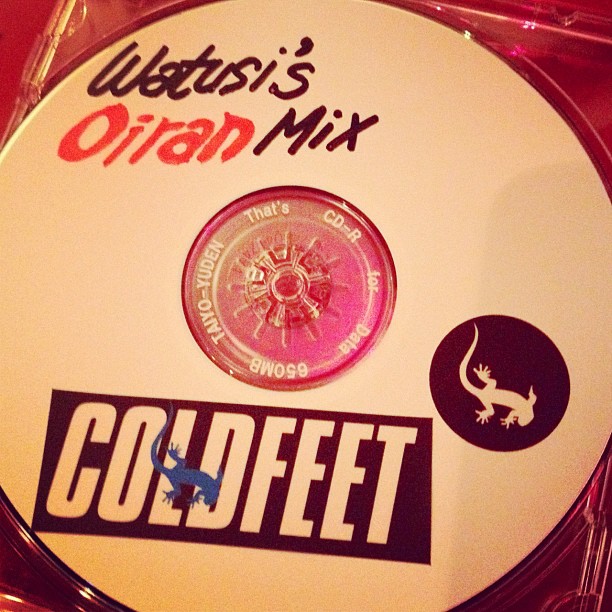 Watusi's
Oiran Mix
That's CD-R for Data 650MB TAIYO-YUDEN
COLDFEET